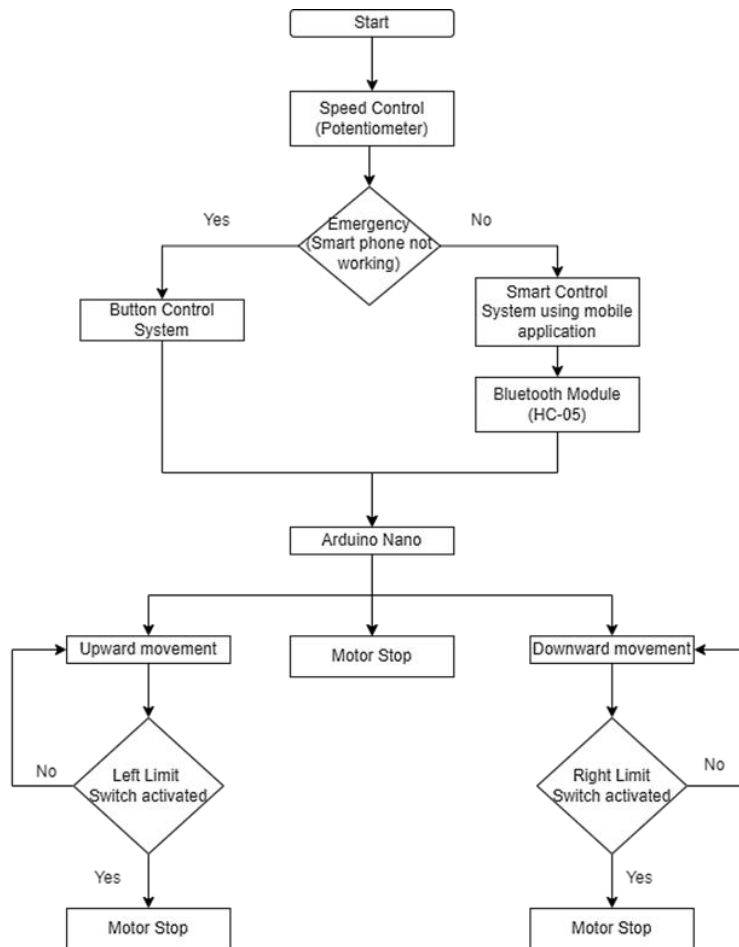 Start
Speed Control
(Potentiometer)
Yes
Emergency
(Smart phone not
working)
No
Button Control
System
Smart Control
System using mobile
application
Bluetooth Module
(HC-05)
Arduino Nano
Upward movement
Motor Stop
Downward movement
No
Left Limit
Switch activated
Right Limit
Switch activated
No
Yes
Yes
Motor Stop
Motor Stop